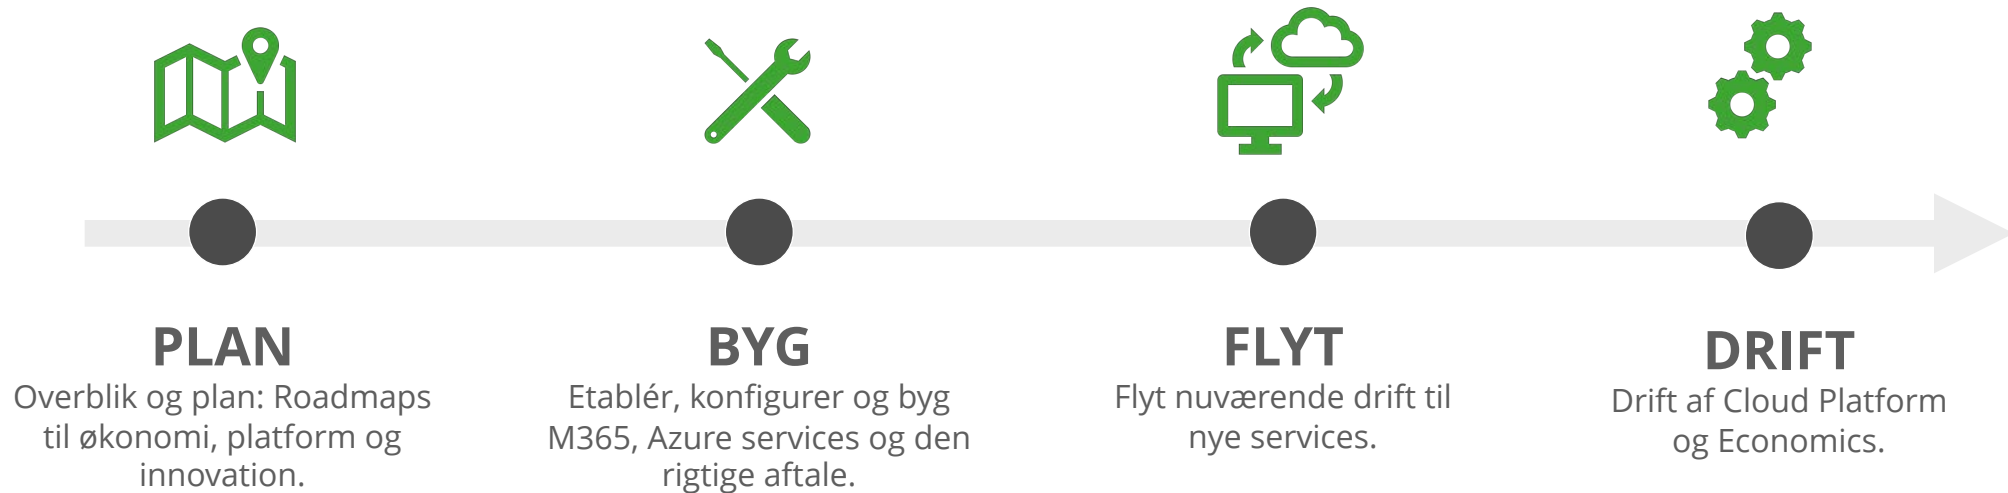 PLAN
Overblik og plan: Roadmaps
til økonomi, platform og
innovation.
BYG
Etablér, konfigurer og byg
M365, Azure services og den
rigtige aftale.
FLYT
Flyt nuværende drift til
nye services.
DRIFT
Drift af Cloud Platform
og Economics.